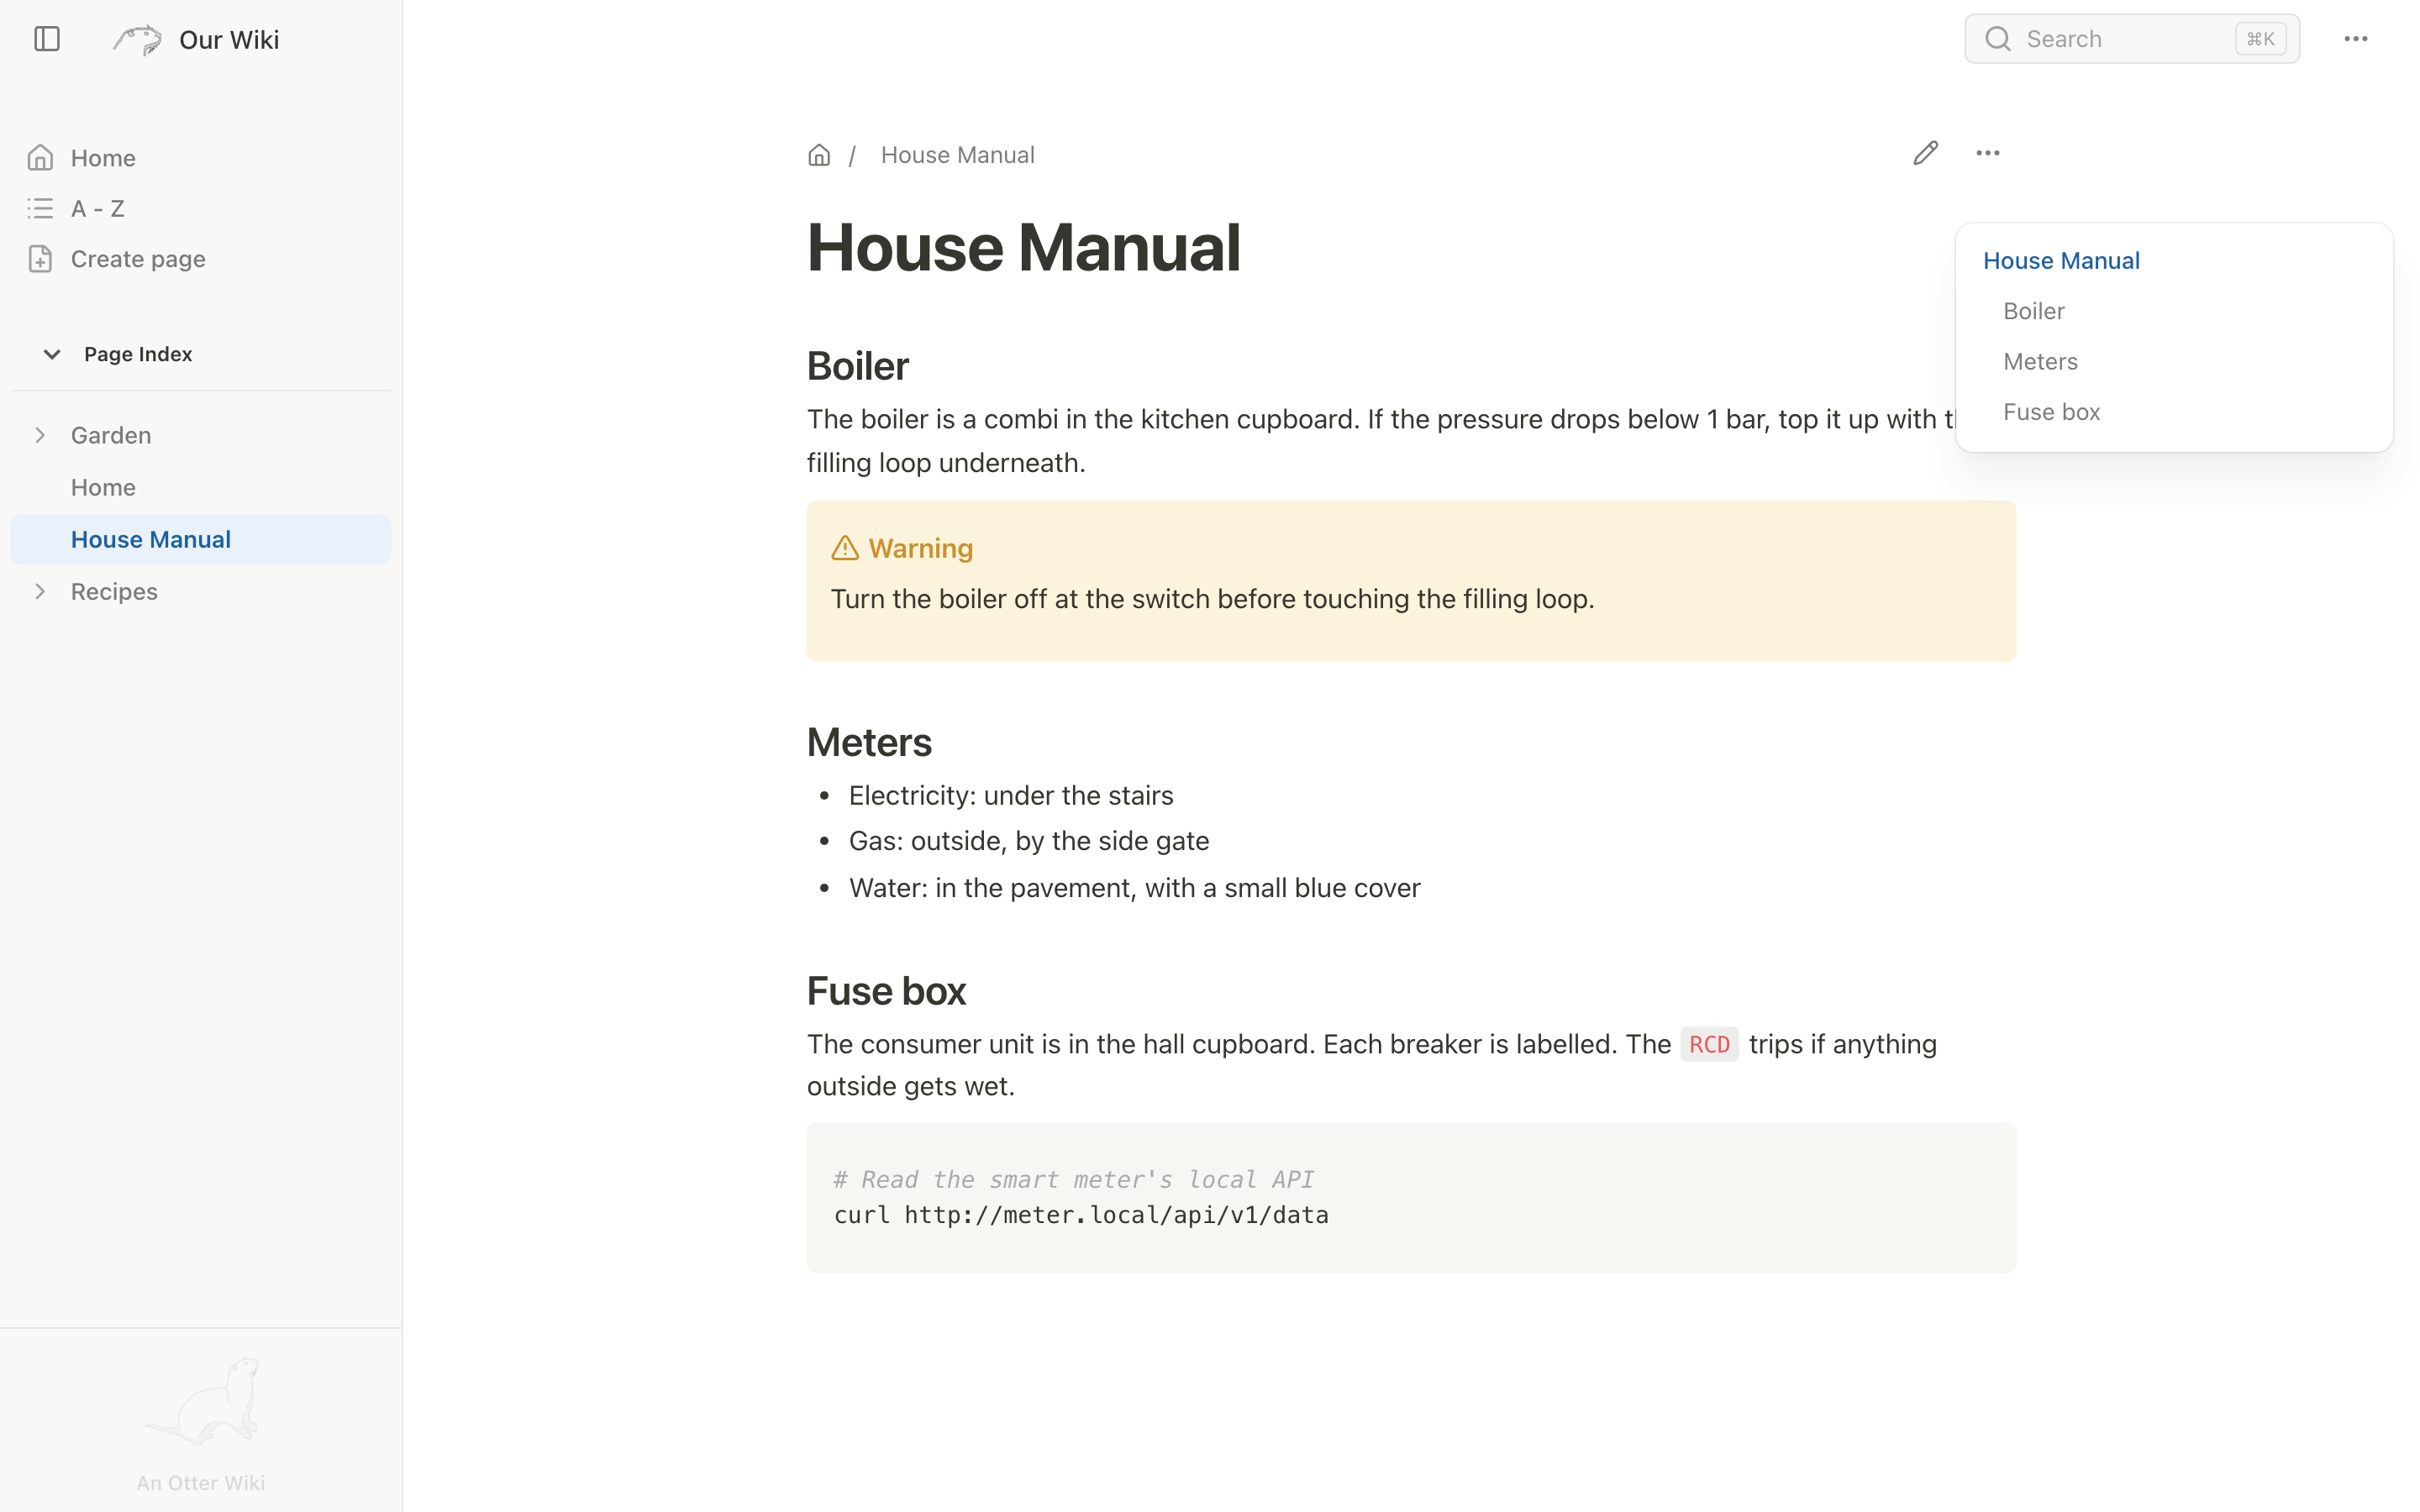 Our Wiki
Search
⌘K
Home
A - Z
Create page
Page Index
Garden
Home
House Manual
Recipes
An Otter Wiki
/ House Manual
House Manual
Boiler
The boiler is a combi in the kitchen cupboard. If the pressure drops below 1 bar, top it up with
filling loop underneath.
Warning
Turn the boiler off at the switch before touching the filling loop.
Meters
• Electricity: under the stairs
• Gas: outside, by the side gate
• Water: in the pavement, with a small blue cover
Fuse box
The consumer unit is in the hall cupboard. Each breaker is labelled. The RCD trips if anything
outside gets wet.
# Read the smart meter's local API
curl http://meter.local/api/v1/data
House Manual
Boiler
Meters
Fuse box